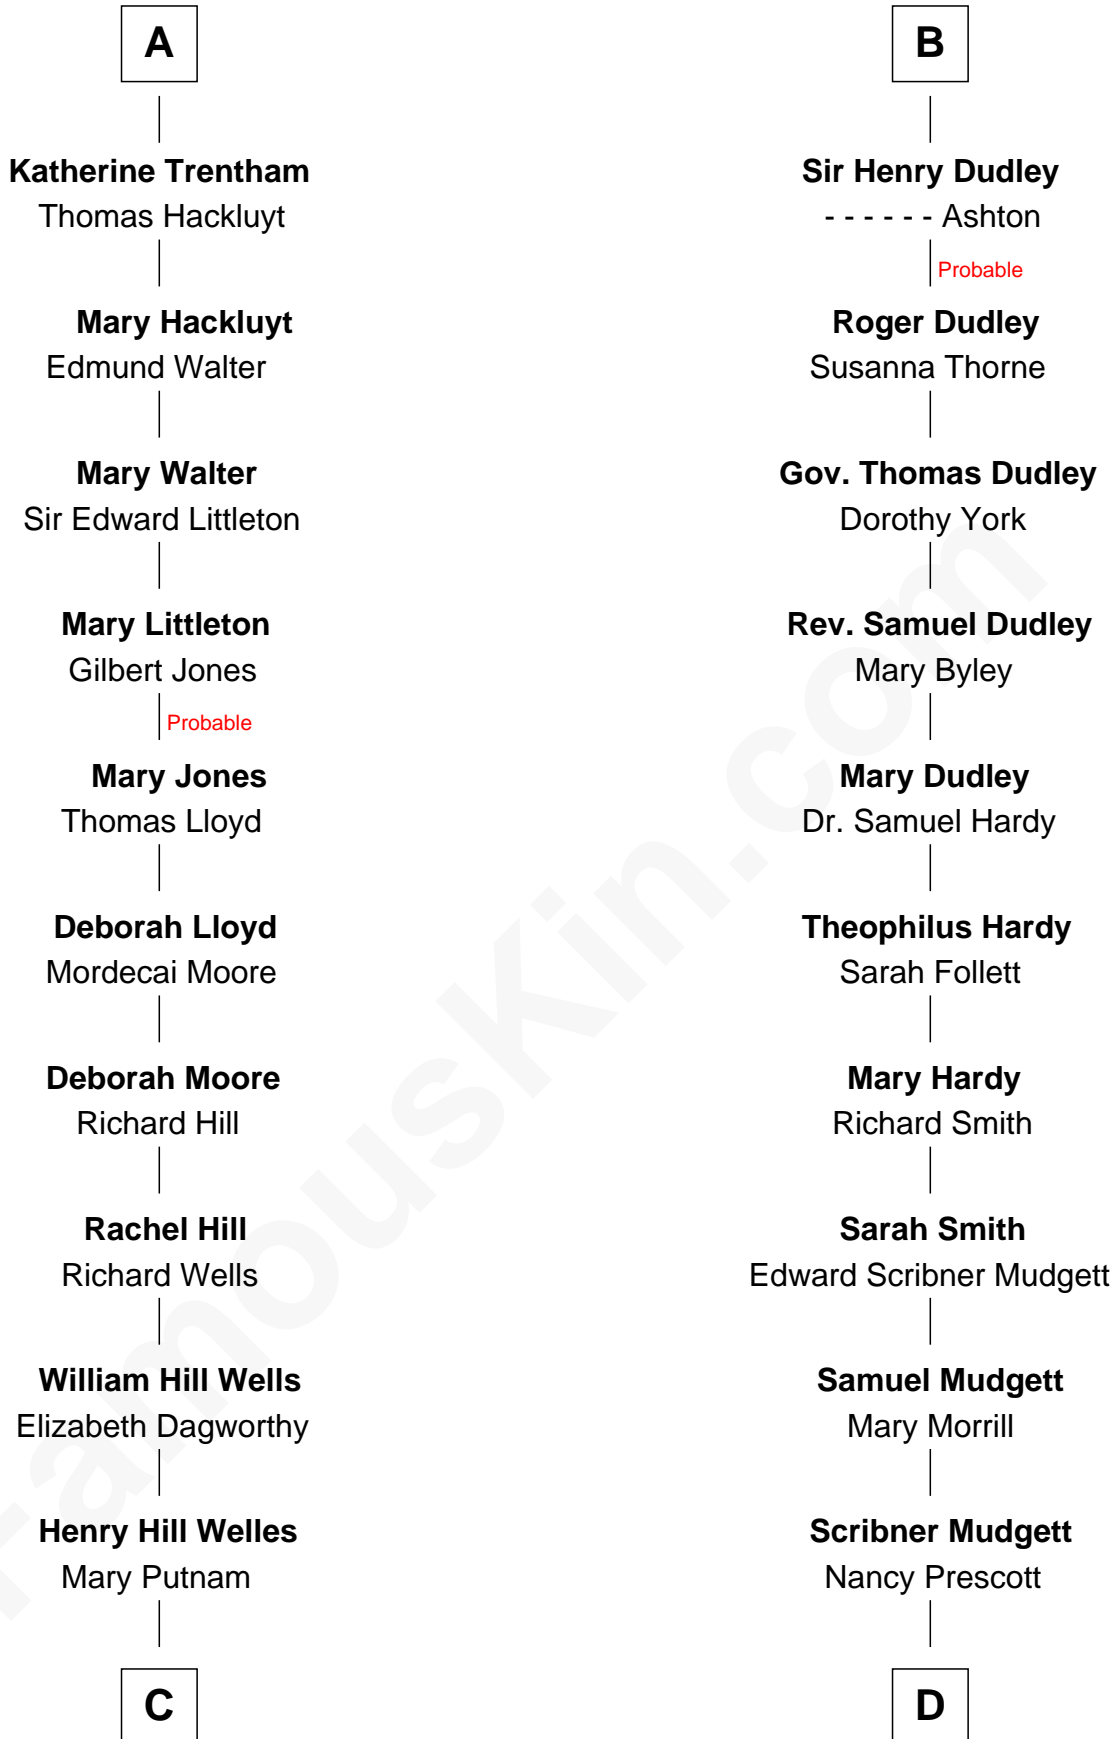 A
Katherine Trentham
Thomas Hackluyt
Mary Hackluyt
Edmund Walter
Mary Walter
Sir Edward Littleton
Mary Littleton
Gilbert Jones
Probable
Mary Jones
Thomas Lloyd
Deborah Lloyd
Mordecai Moore
Deborah Moore
Richard Hill
Rachel Hill
Richard Wells
William Hill Wells
Elizabeth Dagworthy
Henry Hill Welles
Mary Putnam
C
B
Sir Henry Dudley
- - - - - - Ashton
Probable
Roger Dudley
Susanna Thorne
Gov. Thomas Dudley
Dorothy York
Rev. Samuel Dudley
Mary Byley
Mary Dudley
Dr. Samuel Hardy
Theophilus Hardy
Sarah Follett
Mary Hardy
Richard Smith
Sarah Smith
Edward Scribner Mudgett
Samuel Mudgett
Mary Morrill
Scribner Mudgett
Nancy Prescott
D
FamousKin.com